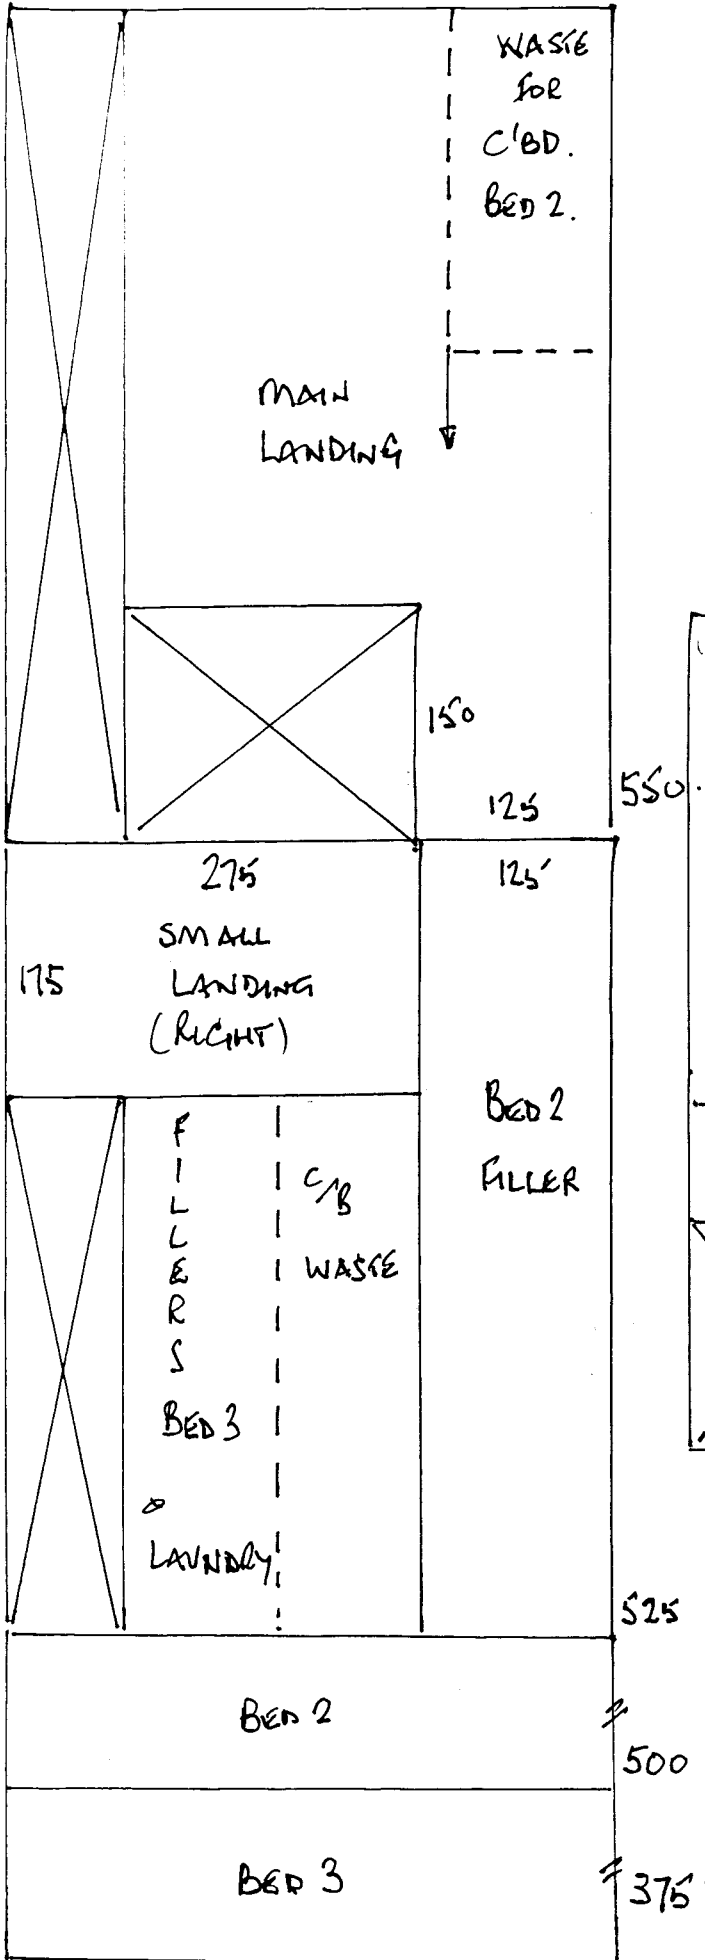 WASTE
FOR
C'BD.
BED 2.
MAIN
LANDING
150
125
550
275
125
SMALL
LANDING
(RIGHT)
175
BED 2
FILLER
FILLERS
BED 3
&
LAUNDRY
C/B
WASTE
525
BED 2
500
BED 3
375